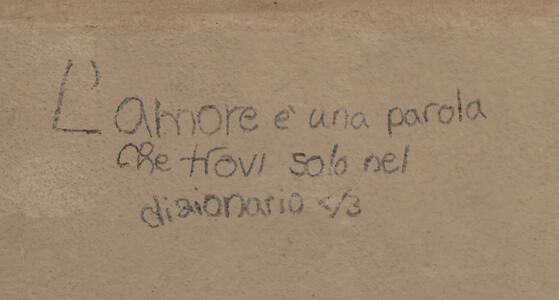 L'amore è una parola
che trovi solo nel
dizionario </3